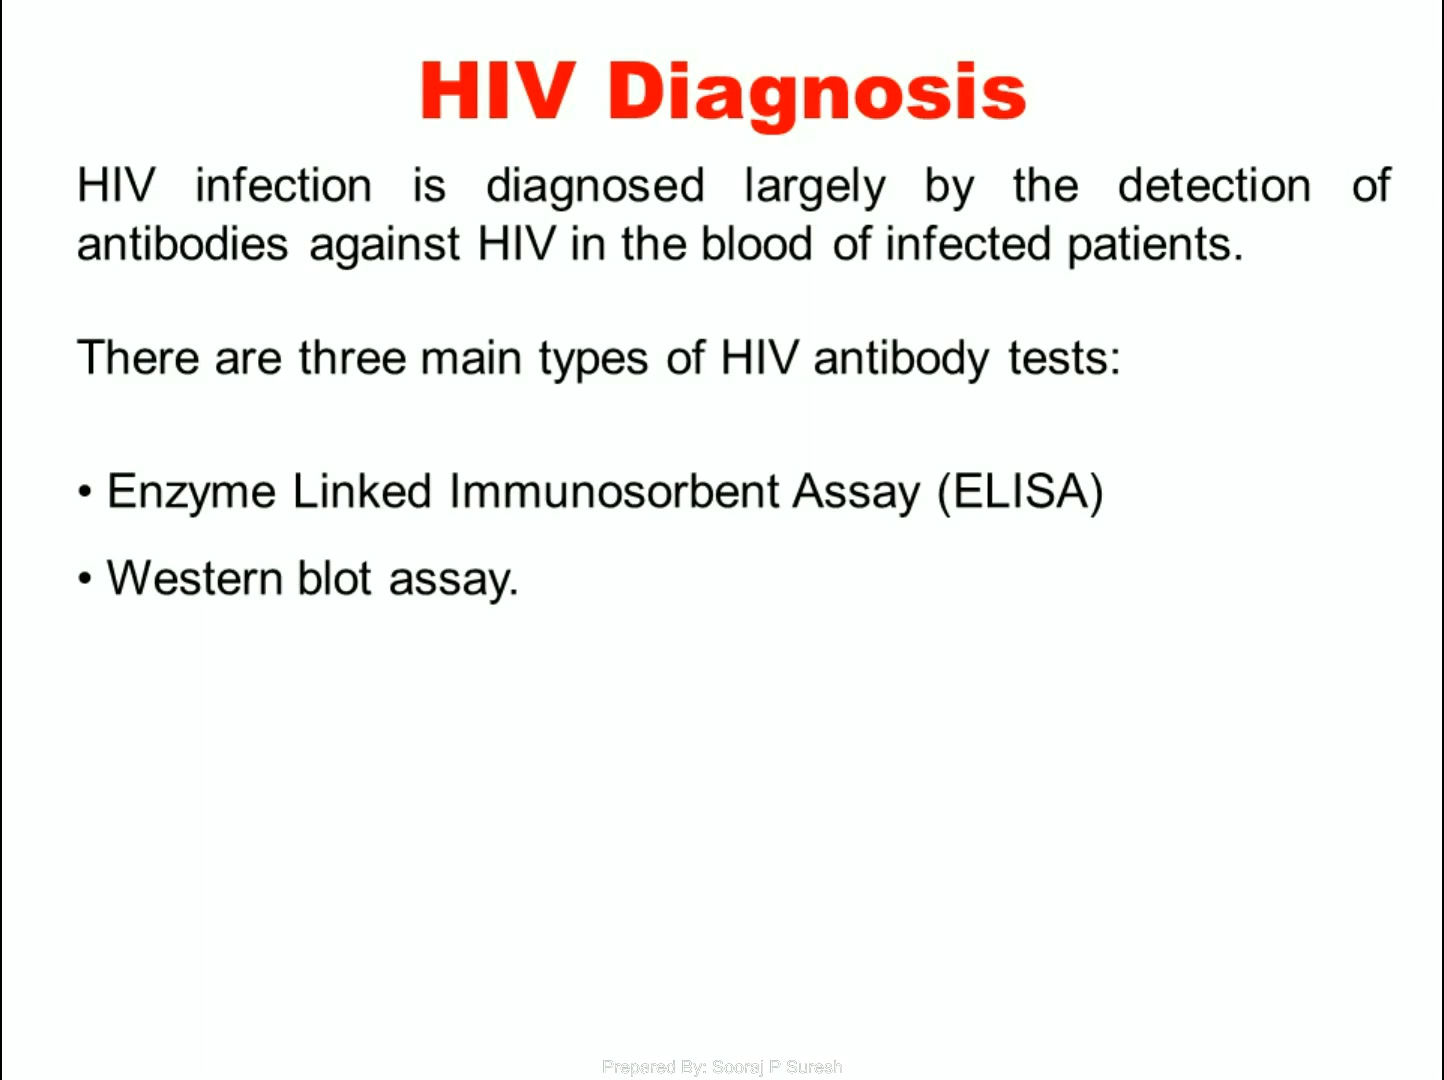 HIV Diagnosis
HIV infection is diagnosed largely by the detection of
antibodies against HIV in the blood of infected patients.
There are three main types of HIV antibody tests:
• Enzyme Linked Immunosorbent Assay (ELISA)
• Western blot assay.
Prepared By: Sooraj P Suresh